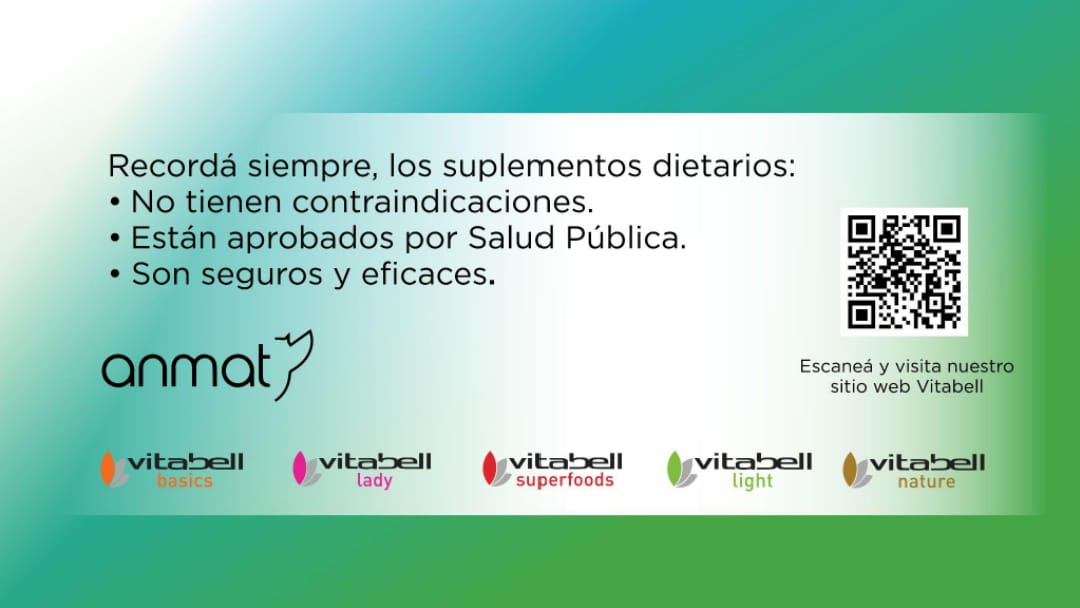 Recordá siempre, los suplementos dietarios:
• No tienen contraindicaciones.
• Están aprobados por Salud Pública.
• Son seguros y eficaces.
anmat
Escaneá y visita nuestro
sitio web Vitabell
vitabell
basics
vitabell
lady
vitabell
superfoods
vitabell
light
vitabell
nature